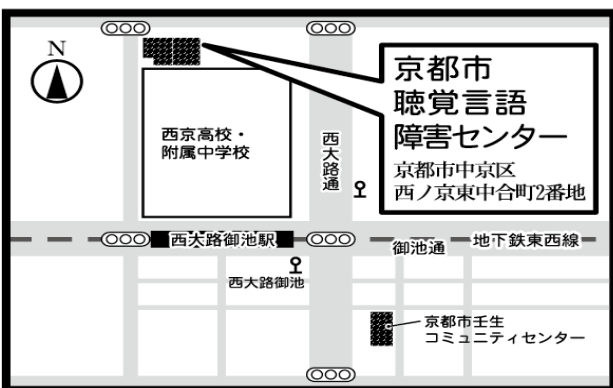 N
京都市
聴覚言語
障害センター
京都市中京区
西ノ京東中合町2番地
西京高校・
附属中学校
西大路通
西大路御池駅
御池通
地下鉄東西線
西大路御池
京都市壬生
コミュニティセンター